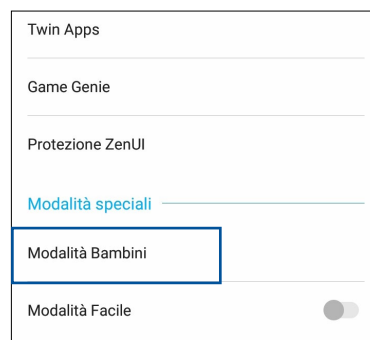 Twin Apps
Game Genie
Protezione ZenUI
Modalità speciali
Modalità Bambini
Modalità Facile